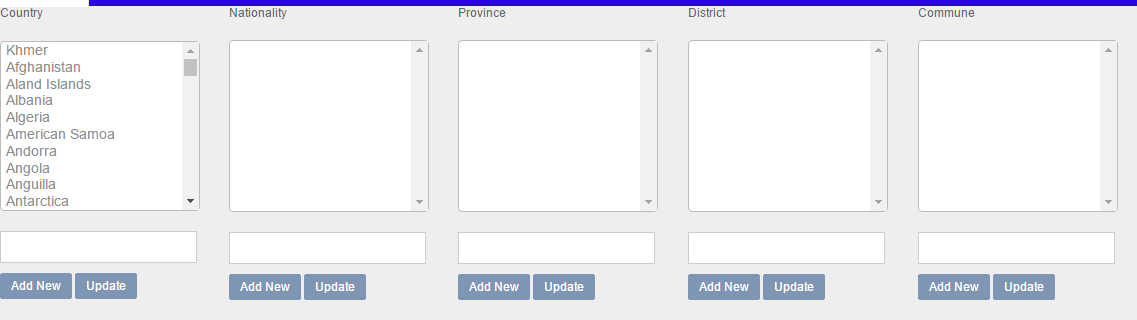 Country Nationality Province District Commune
Khmer
Afghanistan
Aland Islands
Albania
Algeria
American Samoa
Andorra
Angola
Anguilla
Antarctica
Add New Update Add New Update Add New Update Add New Update Add New Update